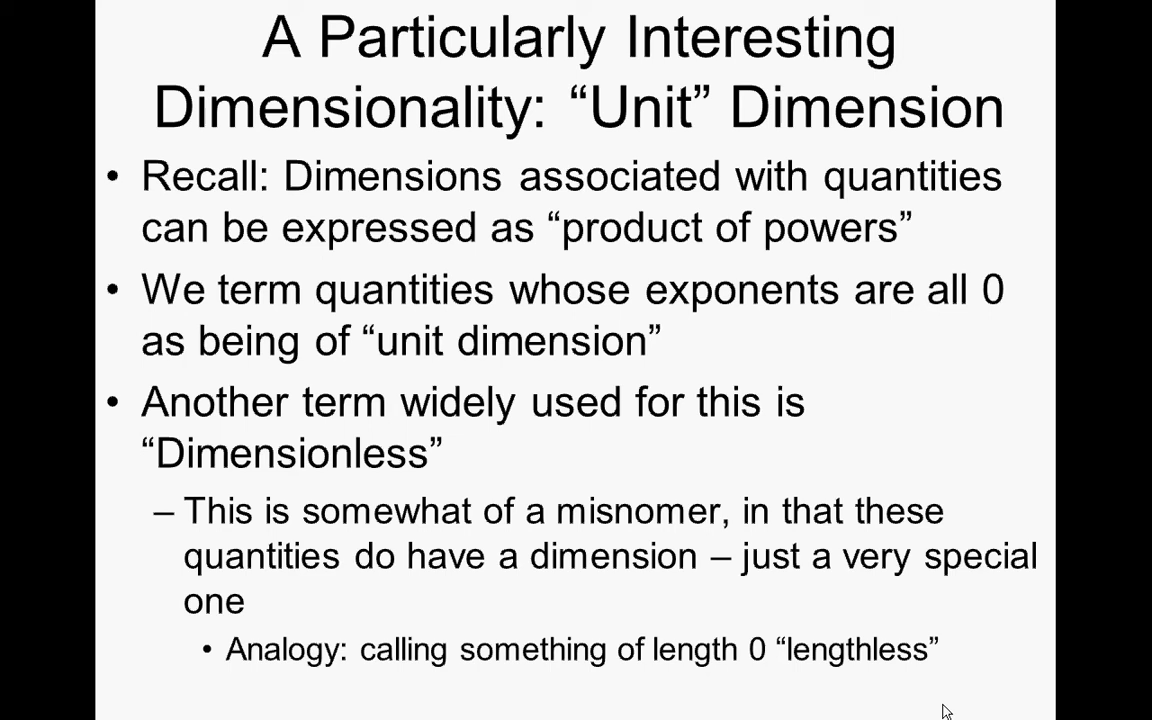 A Particularly Interesting
Dimensionality: “Unit” Dimension
• Recall: Dimensions associated with quantities
can be expressed as “product of powers”
• We term quantities whose exponents are all 0
as being of “unit dimension”
• Another term widely used for this is
“Dimensionless”
– This is somewhat of a misnomer, in that these
quantities do have a dimension – just a very special
one
• Analogy: calling something of length 0 “lengthless”